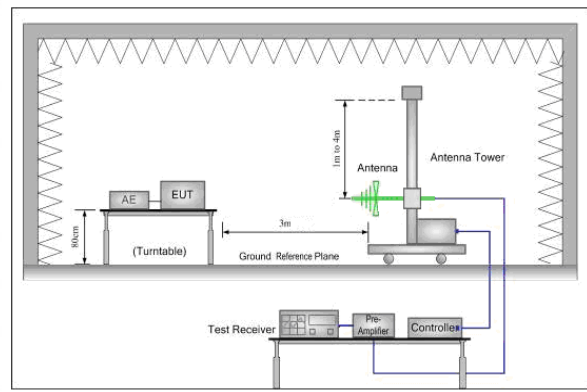 1m to 4m
Antenna
Antenna Tower
AE
EUT
80cm
(Turntable)
3m
Ground Reference Plane
Test Receiver
Pre-
Amplifier
Controller